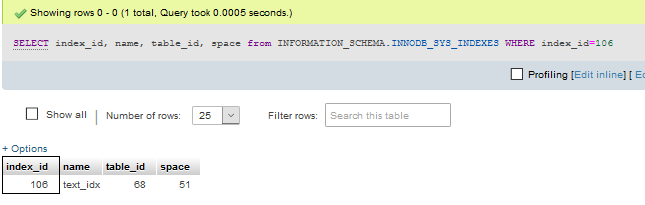 Showing rows 0 - 0 (1 total, Query took 0.0005 seconds.)
SELECT index_id, name, table_id, space from INFORMATION_SCHEMA.INNODB_SYS_INDEXES WHERE index_id=106
Profiling [Edit inline] [ E
Show all | Number of rows: 25 Filter rows: Search this table
+ Options
index_id name table_id space
106 text_idx 68 51